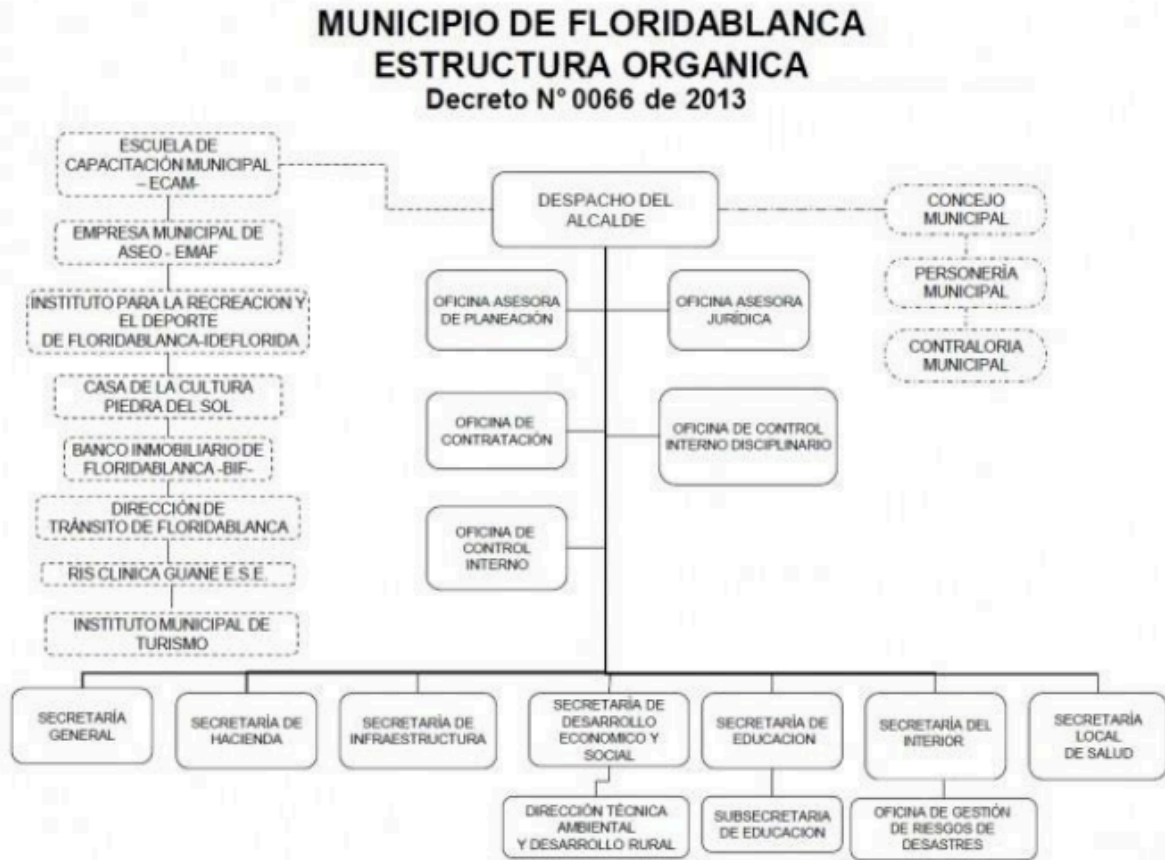 MUNICIPIO DE FLORIDABLANCA
ESTRUCTURA ORGANICA
Decreto N° 0066 de 2013
ESCUELA DE
CAPACITACIÓN MUNICIPAL
– ECAM-
EMPRESA MUNICIPAL DE
ASEO - EMAF
INSTITUTO PARA LA RECREACION Y
EL DEPORTE
DE FLORIDABLANCA-IDEFLORIDA
CASA DE LA CULTURA
PIEDRA DEL SOL
BANCO INMOBILIARIO DE
FLORIDABLANCA -BIF-
DIRECCIÓN DE
TRÁNSITO DE FLORIDABLANCA
RIS CLINICA GUANE E.S.E.
INSTITUTO MUNICIPAL DE
TURISMO
DESPACHO DEL
ALCALDE
CONCEJO
MUNICIPAL
PERSONERÍA
MUNICIPAL
CONTRALORIA
MUNICIPAL
OFICINA ASESORA
DE PLANEACIÓN
OFICINA ASESORA
JURÍDICA
OFICINA DE
CONTRATACIÓN
OFICINA DE CONTROL
INTERNO DISCIPLINARIO
OFICINA DE
CONTROL
INTERNO
SECRETARÍA
GENERAL
SECRETARÍA DE
HACIENDA
SECRETARÍA DE
INFRAESTRUCTURA
SECRETARÍA DE
DESARROLLO
ECONOMICO Y
SOCIAL
SECRETARÍA DE
EDUCACION
SECRETARÍA DEL
INTERIOR
SECRETARÍA
LOCAL
DE SALUD
DIRECCIÓN TÉCNICA
AMBIENTAL
Y DESARROLLO RURAL
SUBSECRETARIA
DE EDUCACION
OFICINA DE GESTIÓN
DE RIESGOS DE
DESASTRES